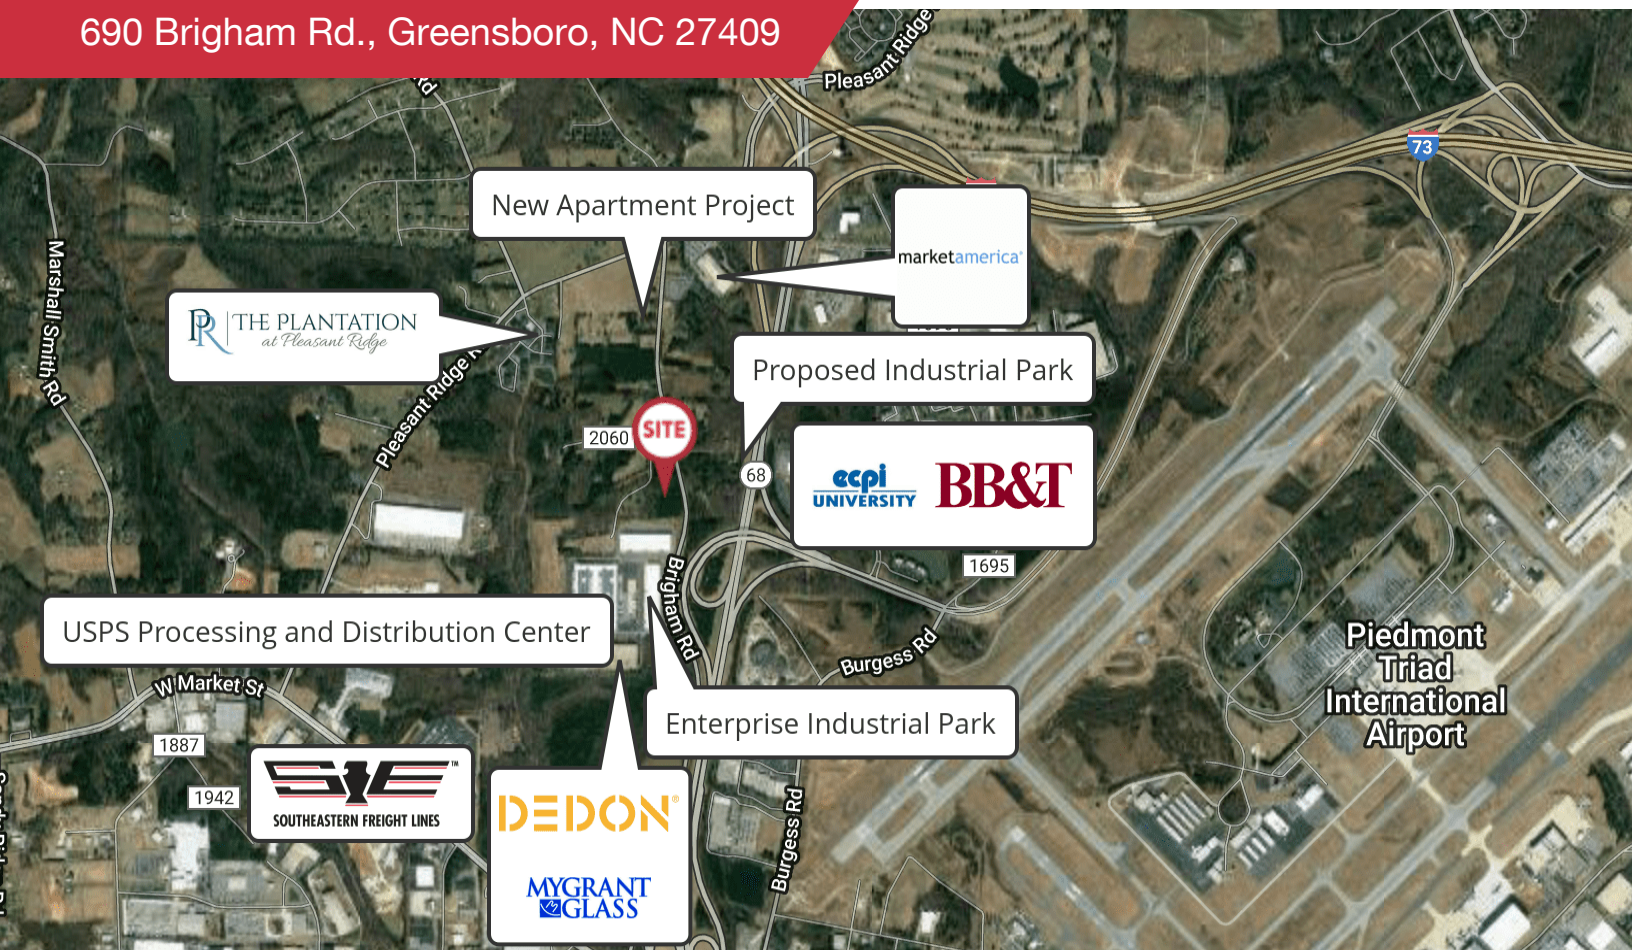 690 Brigham Rd., Greensboro, NC 27409
Pleasant Ridge
Rd
73
New Apartment Project
marketamerica®
Marshall Smith Rd
PR THE PLANTATION
at Pleasant Ridge
Pleasant Ridge R
Proposed Industrial Park
2060
SITE
68
ecpi
UNIVERSITY
BB&T
1695
Brigham Rd
USPS Processing and Distribution Center
Burgess Rd
Piedmont
Triad
International
Airport
W Market St
Enterprise Industrial Park
1887
1942
SE ™
SOUTHEASTERN FREIGHT LINES
DEDON®
MYGRANT
GLASS
Burgess Rd